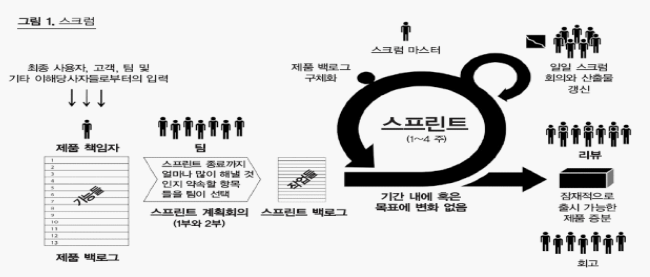 그림 1. 스크럼
최종 사용자, 고객, 팀 및
기타 이해당사자들로부터의 입력
제품 책임자
1
2
3
4
5
6
7
8
9
10
11
12
13
기능들
제품 백로그
팀
스프린트 종료까지
얼마나 많이 해낼 것
인지 약속할 항목
들을 팀이 선택
스프린트 계획회의
(1부와 2부)
작업들
스프린트 백로그
스크럼 마스터
제품 백로그
구체화
스프린트
(1~4 주)
기간 내에 혹은
목표에 변화 없음
일일 스크럼
회의와 산출물
갱신
리뷰
잠재적으로
출시 가능한
제품 증분
회고